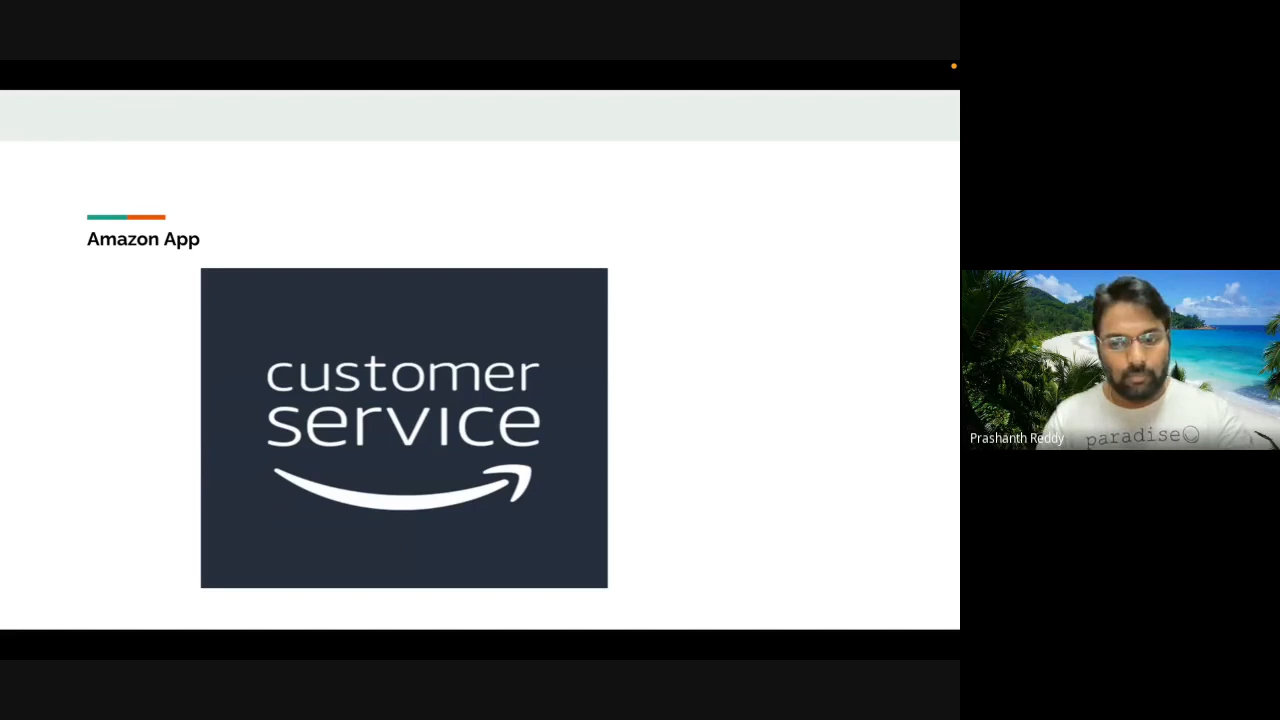 Amazon App
customer
service
Prashanth Reddy
paradise